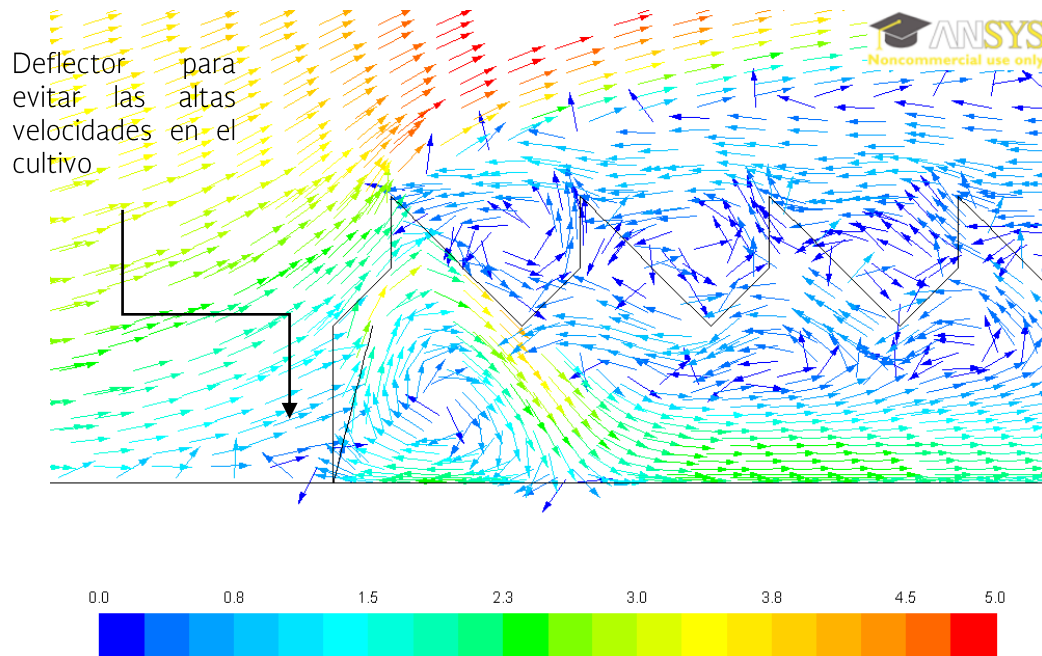 Deflector para
evitar las altas
velocidades en el
cultivo
ANSYS
Noncommercial use only
0.0 0.8 1.5 2.3 3.0 3.8 4.5 5.0